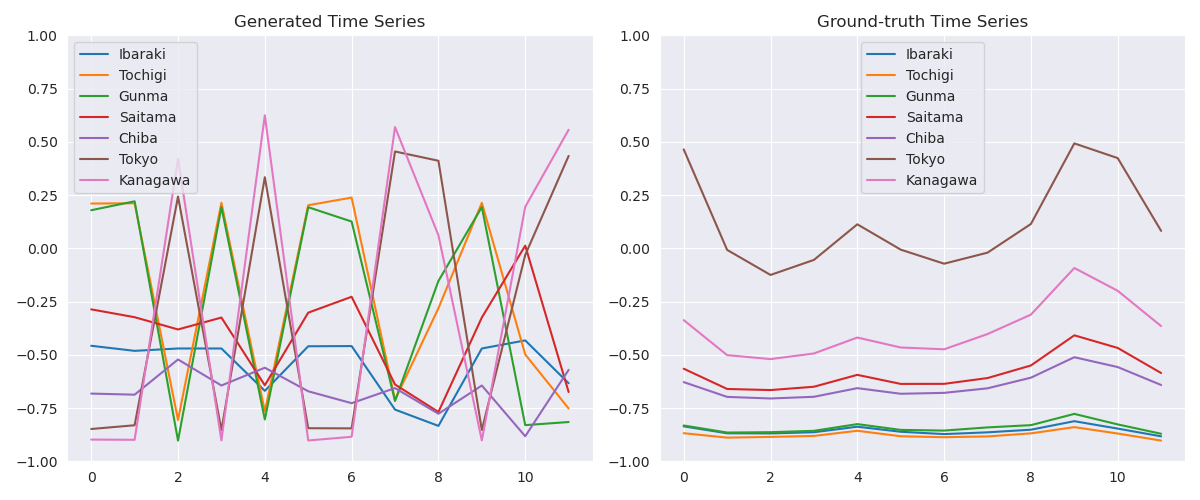 Generated Time Series
1.00
0.75
0.50
0.25
0.00
−0.25
−0.50
−0.75
−1.00
0 2 4 6 8 10
Ibaraki
Tochigi
Gunma
Saitama
Chiba
Tokyo
Kanagawa
Ground-truth Time Series
1.00
0.75
0.50
0.25
0.00
−0.25
−0.50
−0.75
−1.00
0 2 4 6 8 10
Ibaraki
Tochigi
Gunma
Saitama
Chiba
Tokyo
Kanagawa